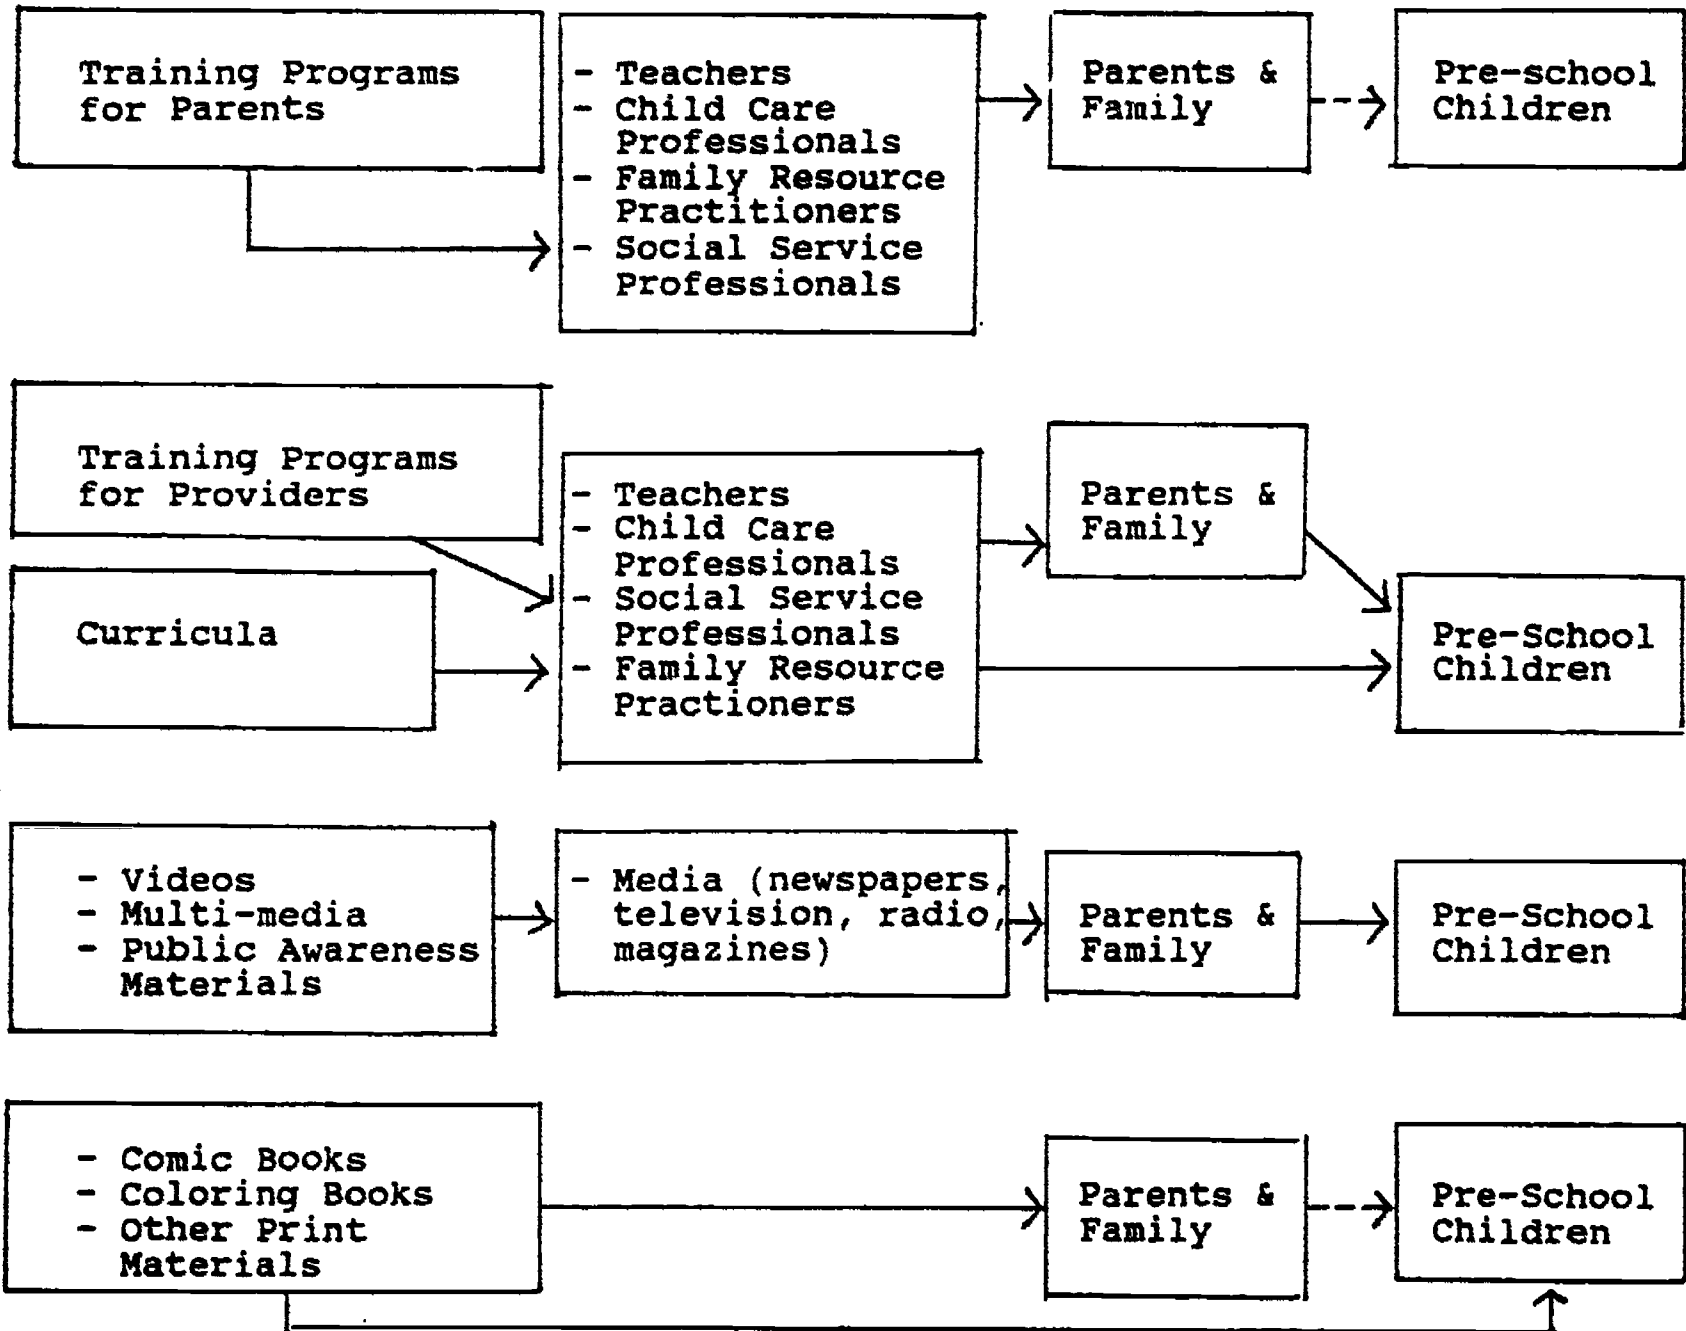 Training Programs
for Parents
- Teachers
- Child Care
Professionals
- Family Resource
Practitioners
- Social Service
Professionals
Parents &
Family
Pre-school
Children
Training Programs
for Providers
Curricula
- Teachers
- Child Care
Professionals
- Social Service
Professionals
- Family Resource
Practioners
Parents &
Family
Pre-School
Children
- Videos
- Multi-media
- Public Awareness
Materials
- Media (newspapers,
television, radio,
magazines)
Parents &
Family
Pre-School
Children
- Comic Books
- Coloring Books
- Other Print
Materials
Parents &
Family
Pre-School
Children